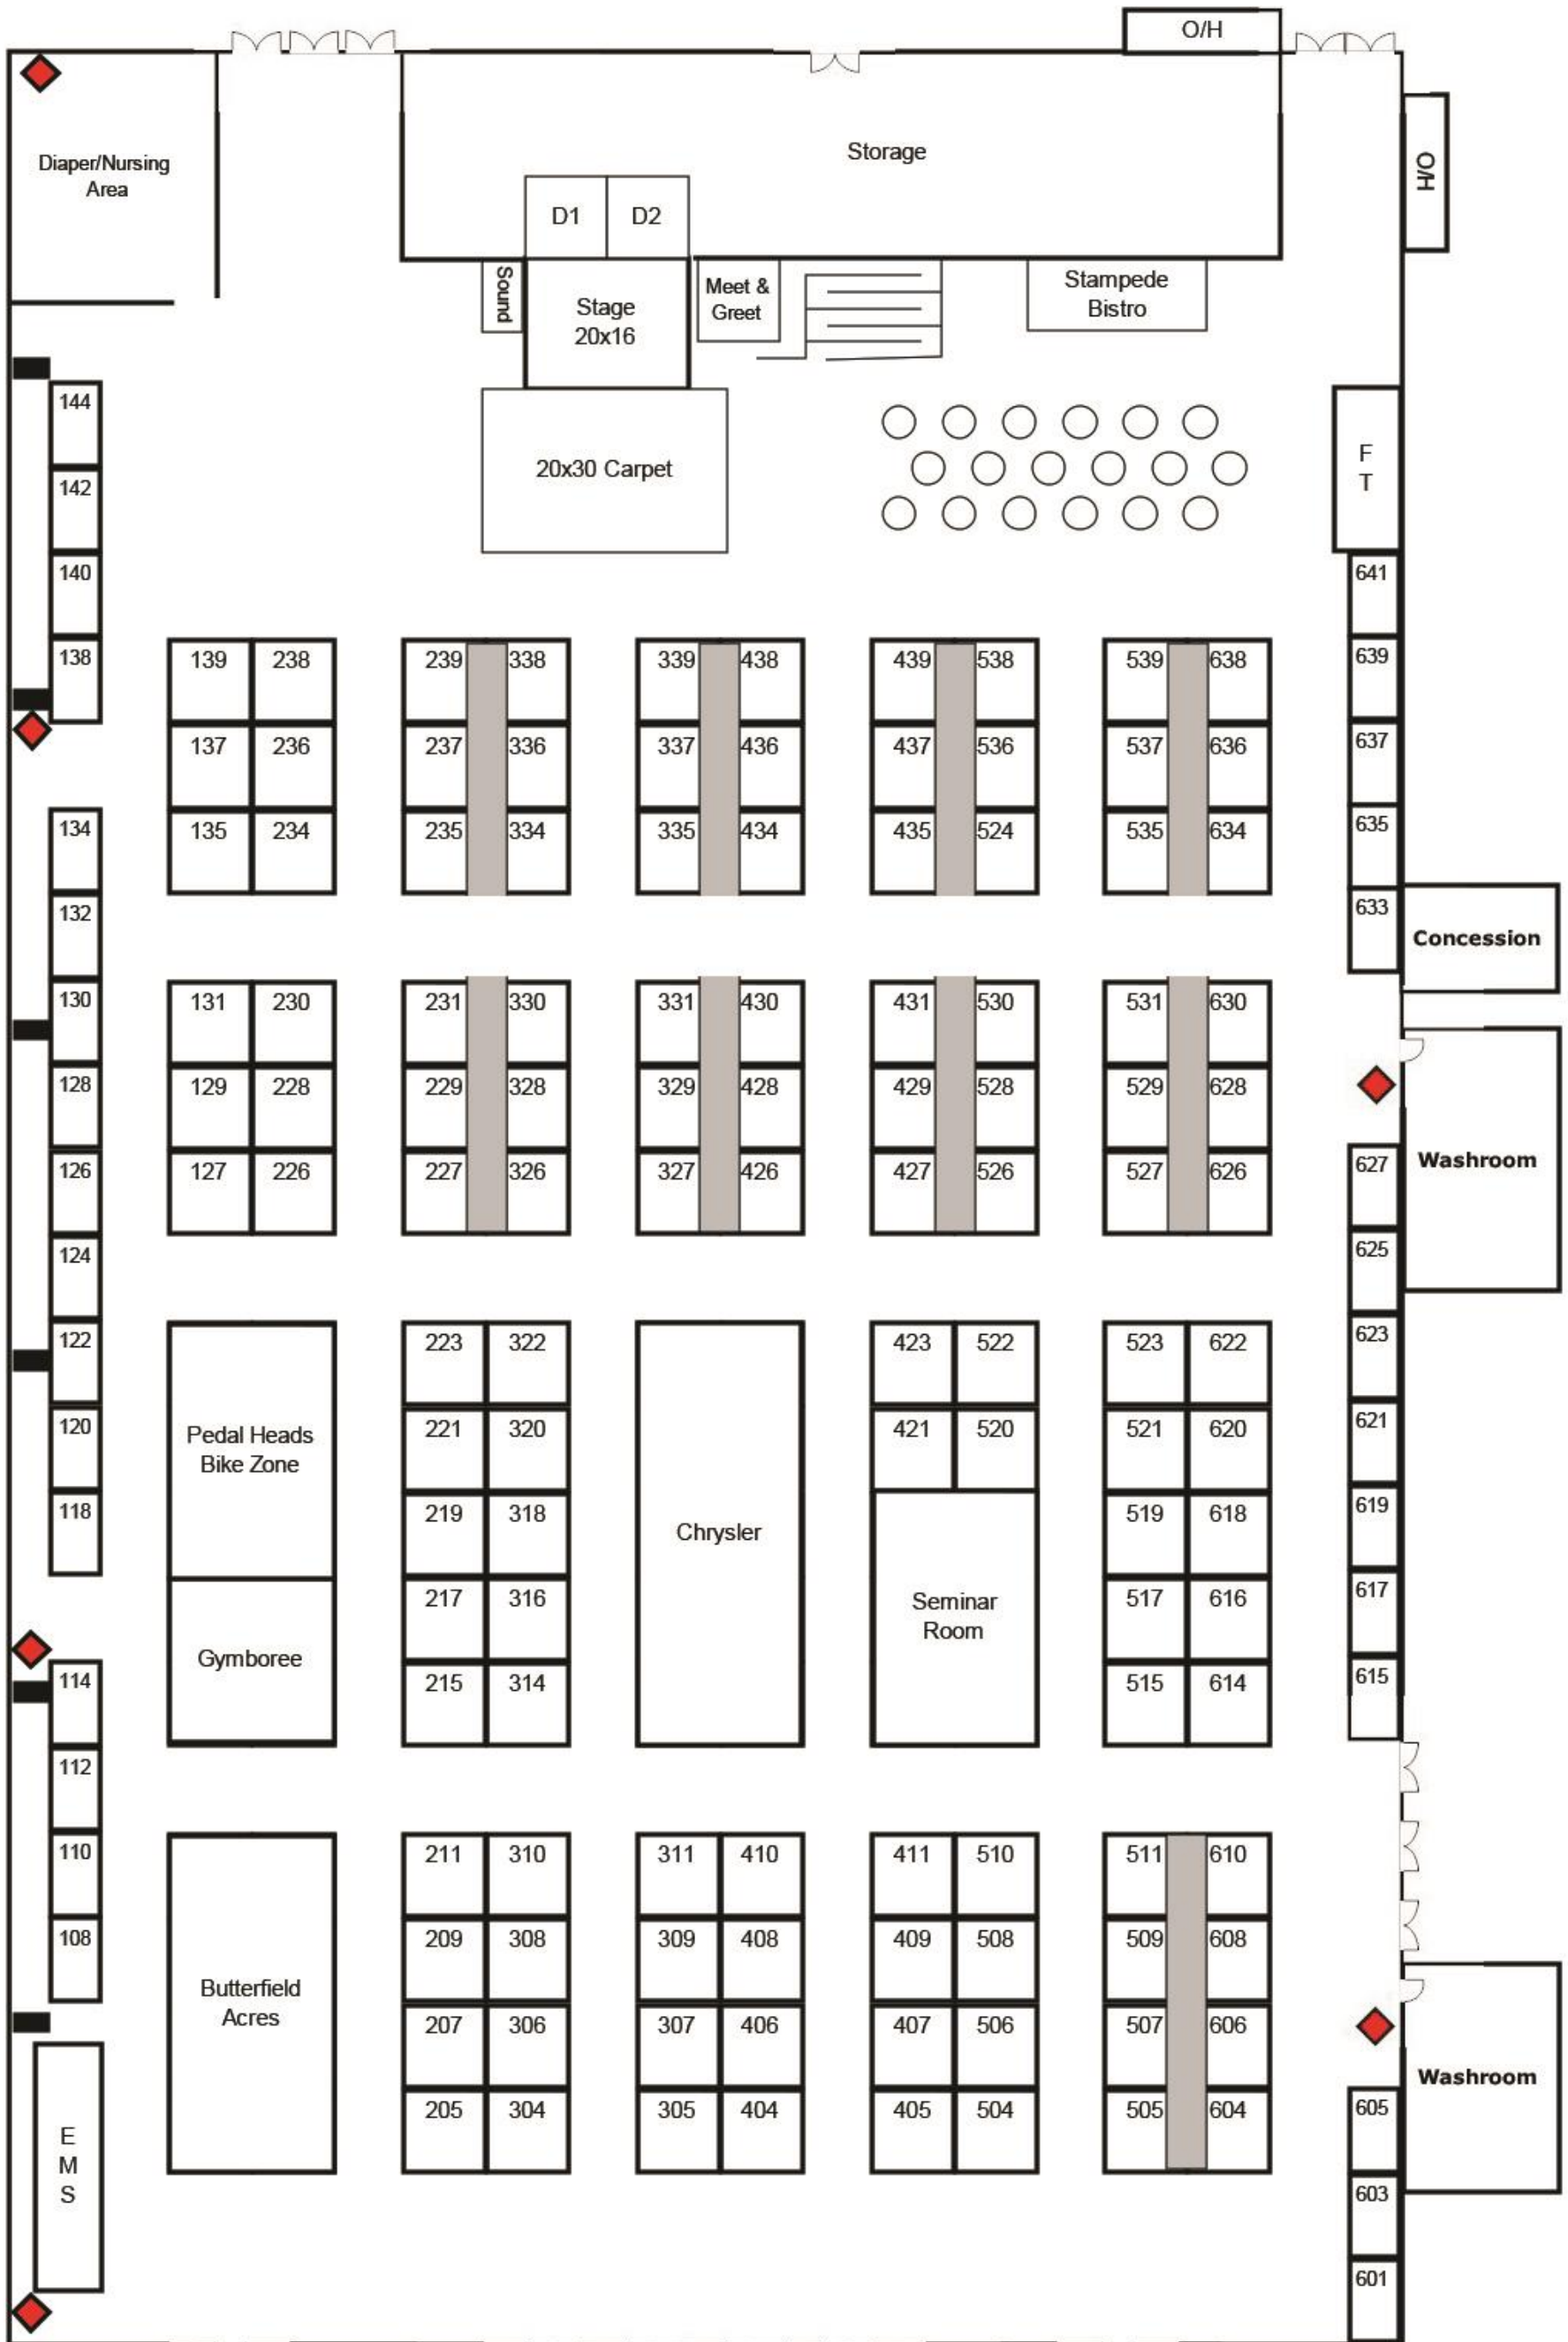 O/H
O/H
Diaper/Nursing
Area
Storage
D1 D2
Sound
Stage
20x16
Meet &
Greet
Stampede
Bistro
20x30 Carpet
F
T
144
142
140
138
641
639
637
635
633
139 238 239 338 339 438 439 538 539 638
137 236 237 336 337 436 437 536 537 636
135 234 235 334 335 434 435 524 535 634
Concession
134
132
130
128
126
124
122
120
118
131 230 231 330 331 430 431 530 531 630
129 228 229 328 329 428 429 528 529 628
127 226 227 326 327 426 427 526 527 626
Washroom
627
625
623
621
619
617
615
Pedal Heads
Bike Zone
Gymboree
223 322
221 320
219 318
217 316
215 314
Chrysler
423 522
421 520
Seminar
Room
523 622
521 620
519 618
517 616
515 614
114
112
110
108
Butterfield
Acres
211 310 311 410 411 510 511 610
209 308 309 408 409 508 509 608
207 306 307 406 407 506 507 606
205 304 305 404 405 504 505 604
Washroom
605
603
601
E
M
S